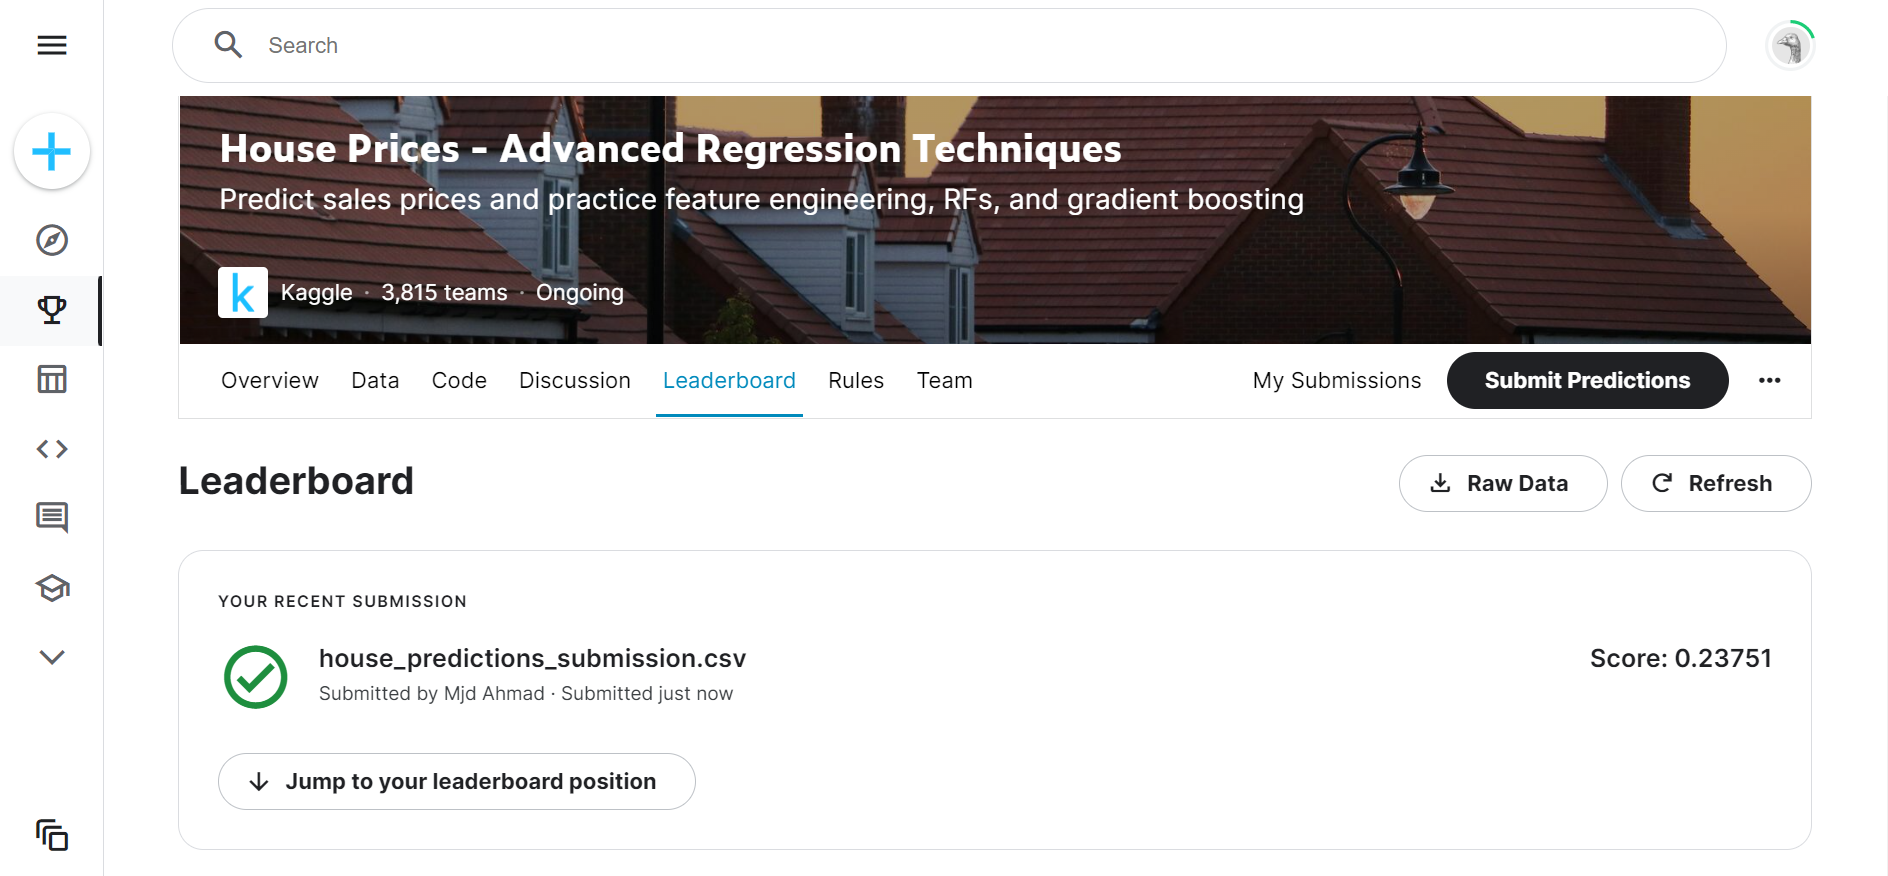 Search
House Prices - Advanced Regression Techniques
Predict sales prices and practice feature engineering, RFs, and gradient boosting
k
Kaggle · 3,815 teams · Ongoing
Overview Data Code Discussion Leaderboard Rules Team My Submissions Submit Predictions
Leaderboard
Raw Data Refresh
YOUR RECENT SUBMISSION
house_predictions_submission.csv Score: 0.23751
Submitted by Mjd Ahmad · Submitted just now
Jump to your leaderboard position